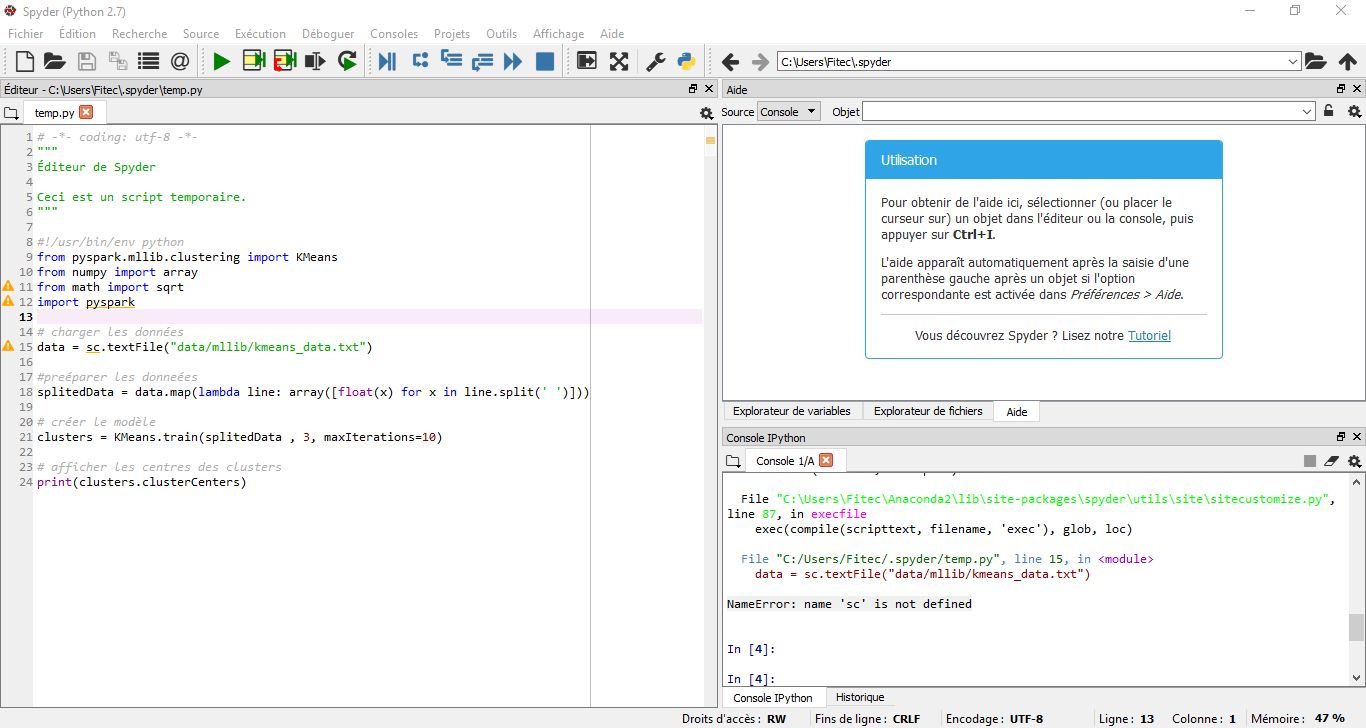 Spyder (Python 2.7)
Fichier Édition Recherche Source Exécution Déboguer Consoles Projets Outils Affichage Aide
C:\Users\Fitec\.spyder
Éditeur - C:\Users\Fitec\.spyder\temp.py
temp.py
1 # -*- coding: utf-8 -*-
2 """
3 Éditeur de Spyder
4
5 Ceci est un script temporaire.
6 """
7
8 #!/usr/bin/env python
9 from pyspark.mllib.clustering import KMeans
10 from numpy import array
11 from math import sqrt
12 import pyspark
13
14 # charger les données
15 data = sc.textFile("data/mllib/kmeans_data.txt")
16
17 #preéparer les donneées
18 splitedData = data.map(lambda line: array([float(x) for x in line.split(' ')]))
19
20 # créer le modèle
21 clusters = KMeans.train(splitedData , 3, maxIterations=10)
22
23 # afficher les centres des clusters
24 print(clusters.clusterCenters)
Aide
Source Console Objet
Utilisation
Pour obtenir de l'aide ici, sélectionner (ou placer le
curseur sur) un objet dans l'éditeur ou la console, puis
appuyer sur Ctrl+I.
L'aide apparaît automatiquement après la saisie d'une
parenthèse gauche après un objet si l'option
correspondante est activée dans Préférences > Aide.
Vous découvrez Spyder ? Lisez notre Tutoriel
Explorateur de variables Explorateur de fichiers Aide
Console IPython
Console 1/A
File "C:\Users\Fitec\Anaconda2\lib\site-packages\spyder\utils\site\sitecustomize.py",
line 87, in execfile
exec(compile(scripttext, filename, 'exec'), glob, loc)
File "C:/Users/Fitec/.spyder/temp.py", line 15, in <module>
data = sc.textFile("data/mllib/kmeans_data.txt")
NameError: name 'sc' is not defined
In [4]:
In [4]:
Console IPython Historique
Droits d'accès : RW Fins de ligne : CRLF Encodage : UTF-8 Ligne : 13 Colonne : 1 Mémoire : 47 %